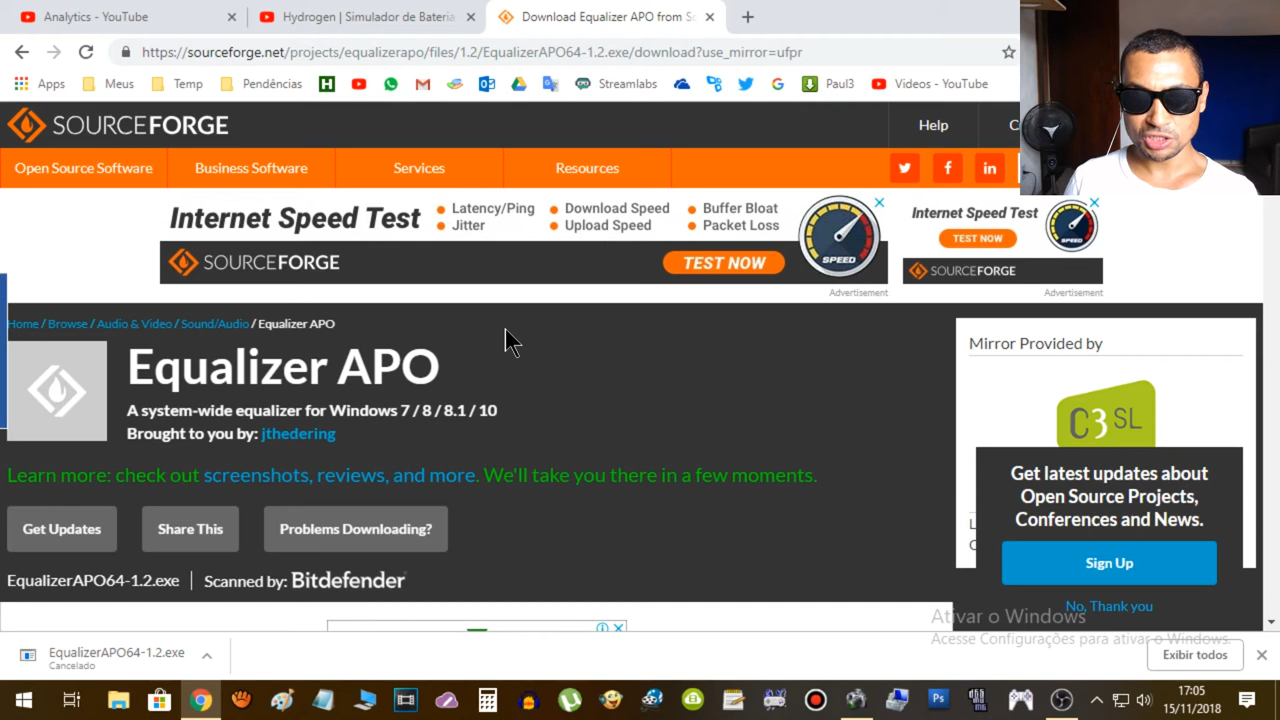 Analytics - YouTube
Hydrogen | Simulador de Bateria
Download Equalizer APO from So
https://sourceforge.net/projects/equalizerapo/files/1.2/EqualizerAPO64-1.2.exe/download?use_mirror=ufpr
Apps
Meus
Temp
Pendências
Streamlabs
Paul3
Videos - YouTube
SOURCEFORGE
Help
Open Source Software
Business Software
Services
Resources
Internet Speed Test
Latency/Ping
Download Speed
Buffer Bloat
Jitter
Upload Speed
Packet Loss
SPEED
SOURCEFORGE
TEST NOW
Internet Speed Test
TEST NOW
SPEED
SOURCEFORGE
Advertisement
Advertisement
Home / Browse / Audio & Video / Sound/Audio / Equalizer APO
Equalizer APO
A system-wide equalizer for Windows 7 / 8 / 8.1 / 10
Brought to you by: jthedering
Learn more: check out screenshots, reviews, and more. We'll take you there in a few moments.
Get Updates
Share This
Problems Downloading?
EqualizerAPO64-1.2.exe | Scanned by: Bitdefender
Mirror Provided by
C3SL
Get latest updates about
Open Source Projects,
Conferences and News.
Sign Up
No, Thank you
Ativar o Windows
Acesse Configurações para ativar o Windows.
EqualizerAPO64-1.2.exe
Cancelado
Exibir todos
17:05
15/11/2018